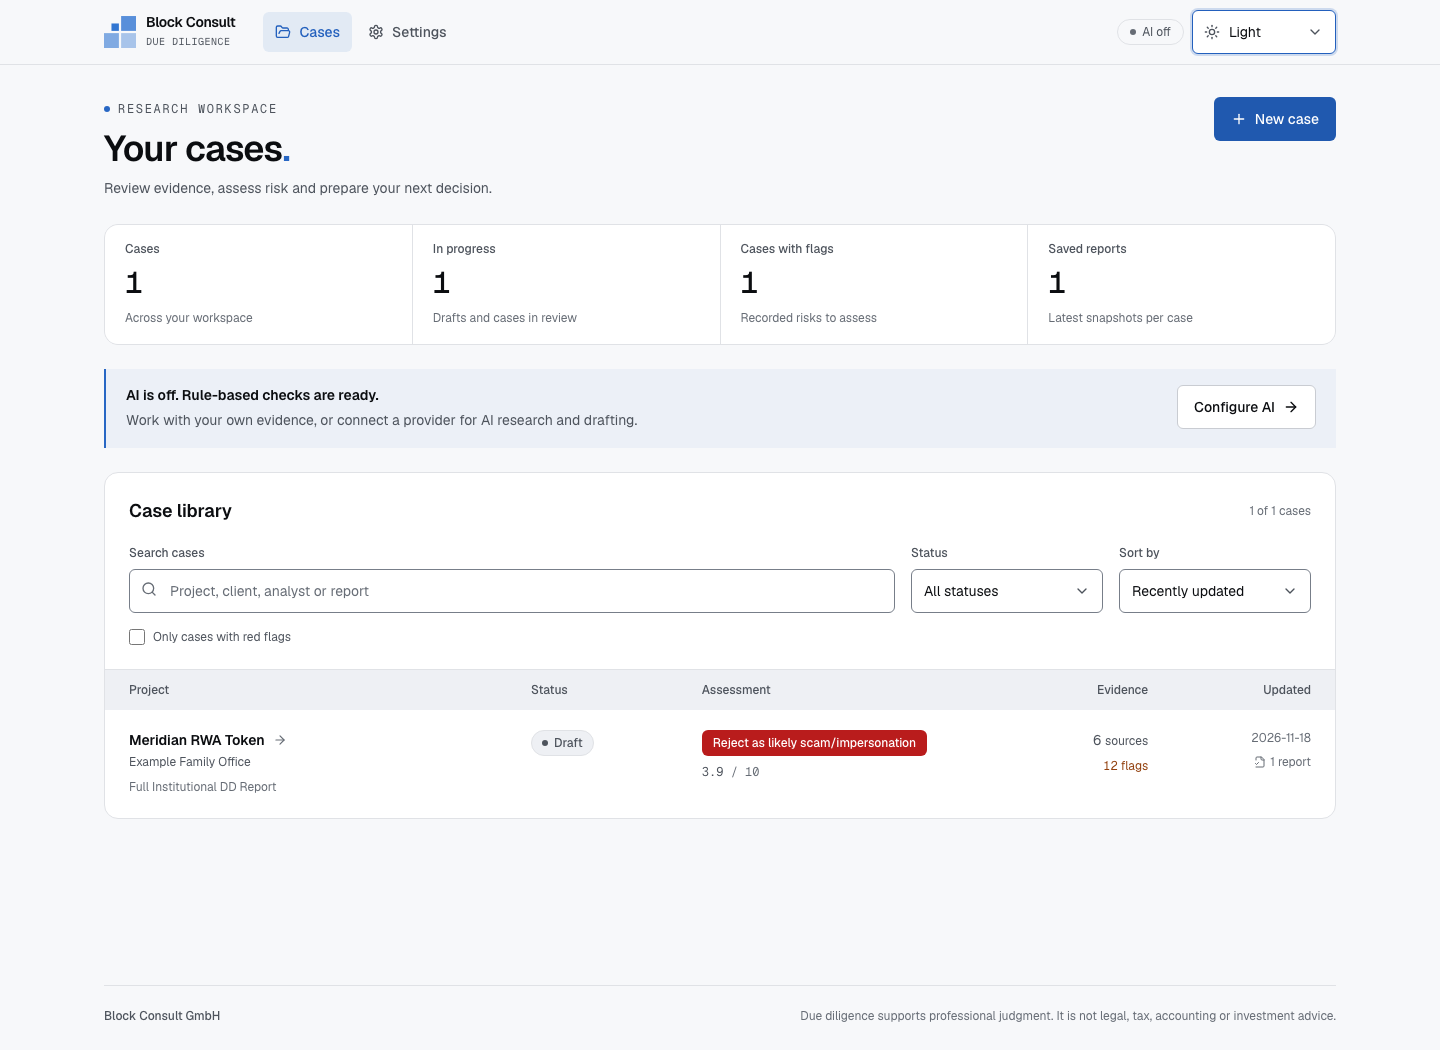 Block Consult
DUE DILIGENCE
Cases
Settings
AI off
Light
RESEARCH WORKSPACE
Your cases.
Review evidence, assess risk and prepare your next decision.
New case
Cases
1
Across your workspace
In progress
1
Drafts and cases in review
Cases with flags
1
Recorded risks to assess
Saved reports
1
Latest snapshots per case
AI is off. Rule-based checks are ready.
Work with your own evidence, or connect a provider for AI research and drafting.
Configure AI
Case library
1 of 1 cases
Search cases
Project, client, analyst or report
Status
All statuses
Sort by
Recently updated
Only cases with red flags
Project
Status
Assessment
Evidence
Updated
Meridian RWA Token
Example Family Office
Full Institutional DD Report
Draft
Reject as likely scam/impersonation
3.9 / 10
6 sources
12 flags
2026-11-18
1 report
Block Consult GmbH
Due diligence supports professional judgment. It is not legal, tax, accounting or investment advice.